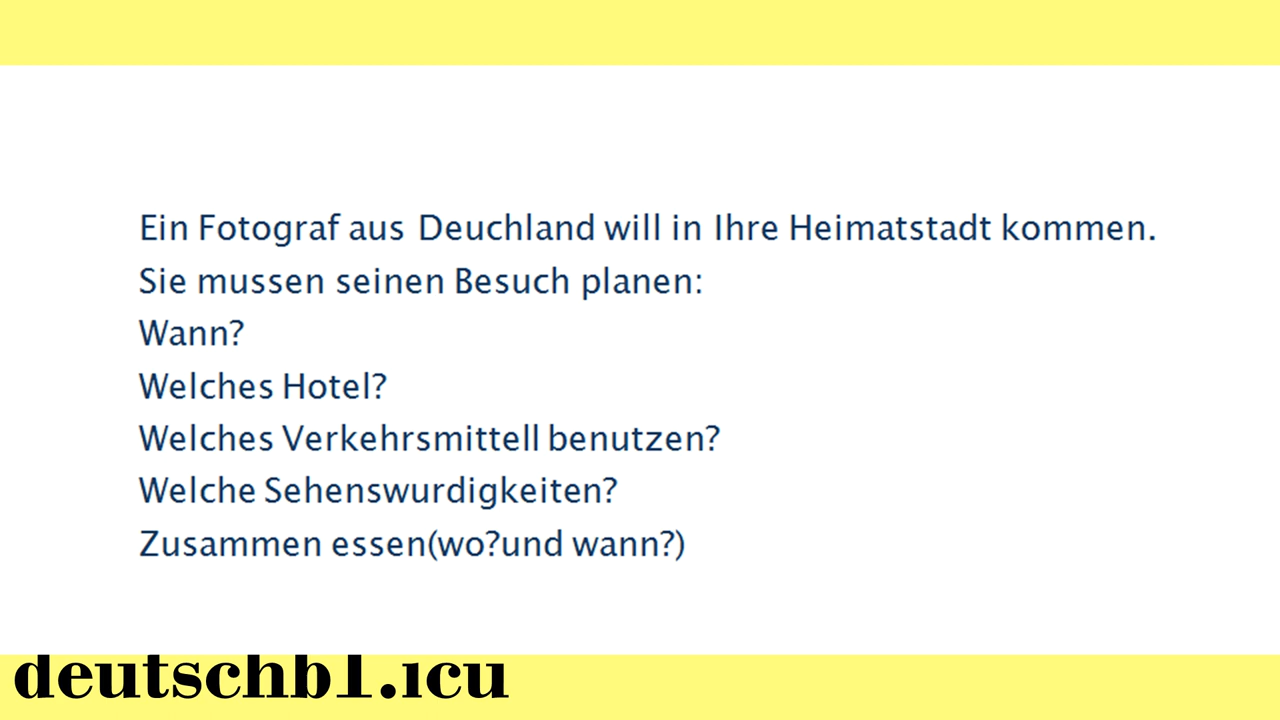 Ein Fotograf aus Deuchland will in Ihre Heimatstadt kommen.
Sie mussen seinen Besuch planen:
Wann?
Welches Hotel?
Welches Verkehrsmittell benutzen?
Welche Sehenswurdigkeiten?
Zusammen essen(wo?und wann?)
deutschb1.icu